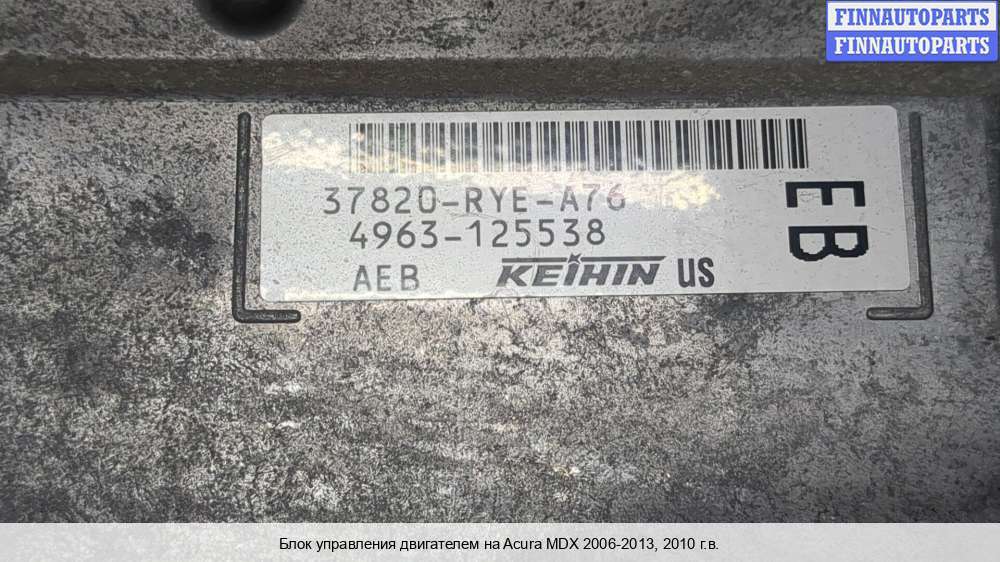 FINNAUTOPARTS
FINNAUTOPARTS
37820-RYE-A76
4963-125538
AEB KEIHIN US
EB
Блок управления двигателем на Acura MDX 2006-2013, 2010 г.в.